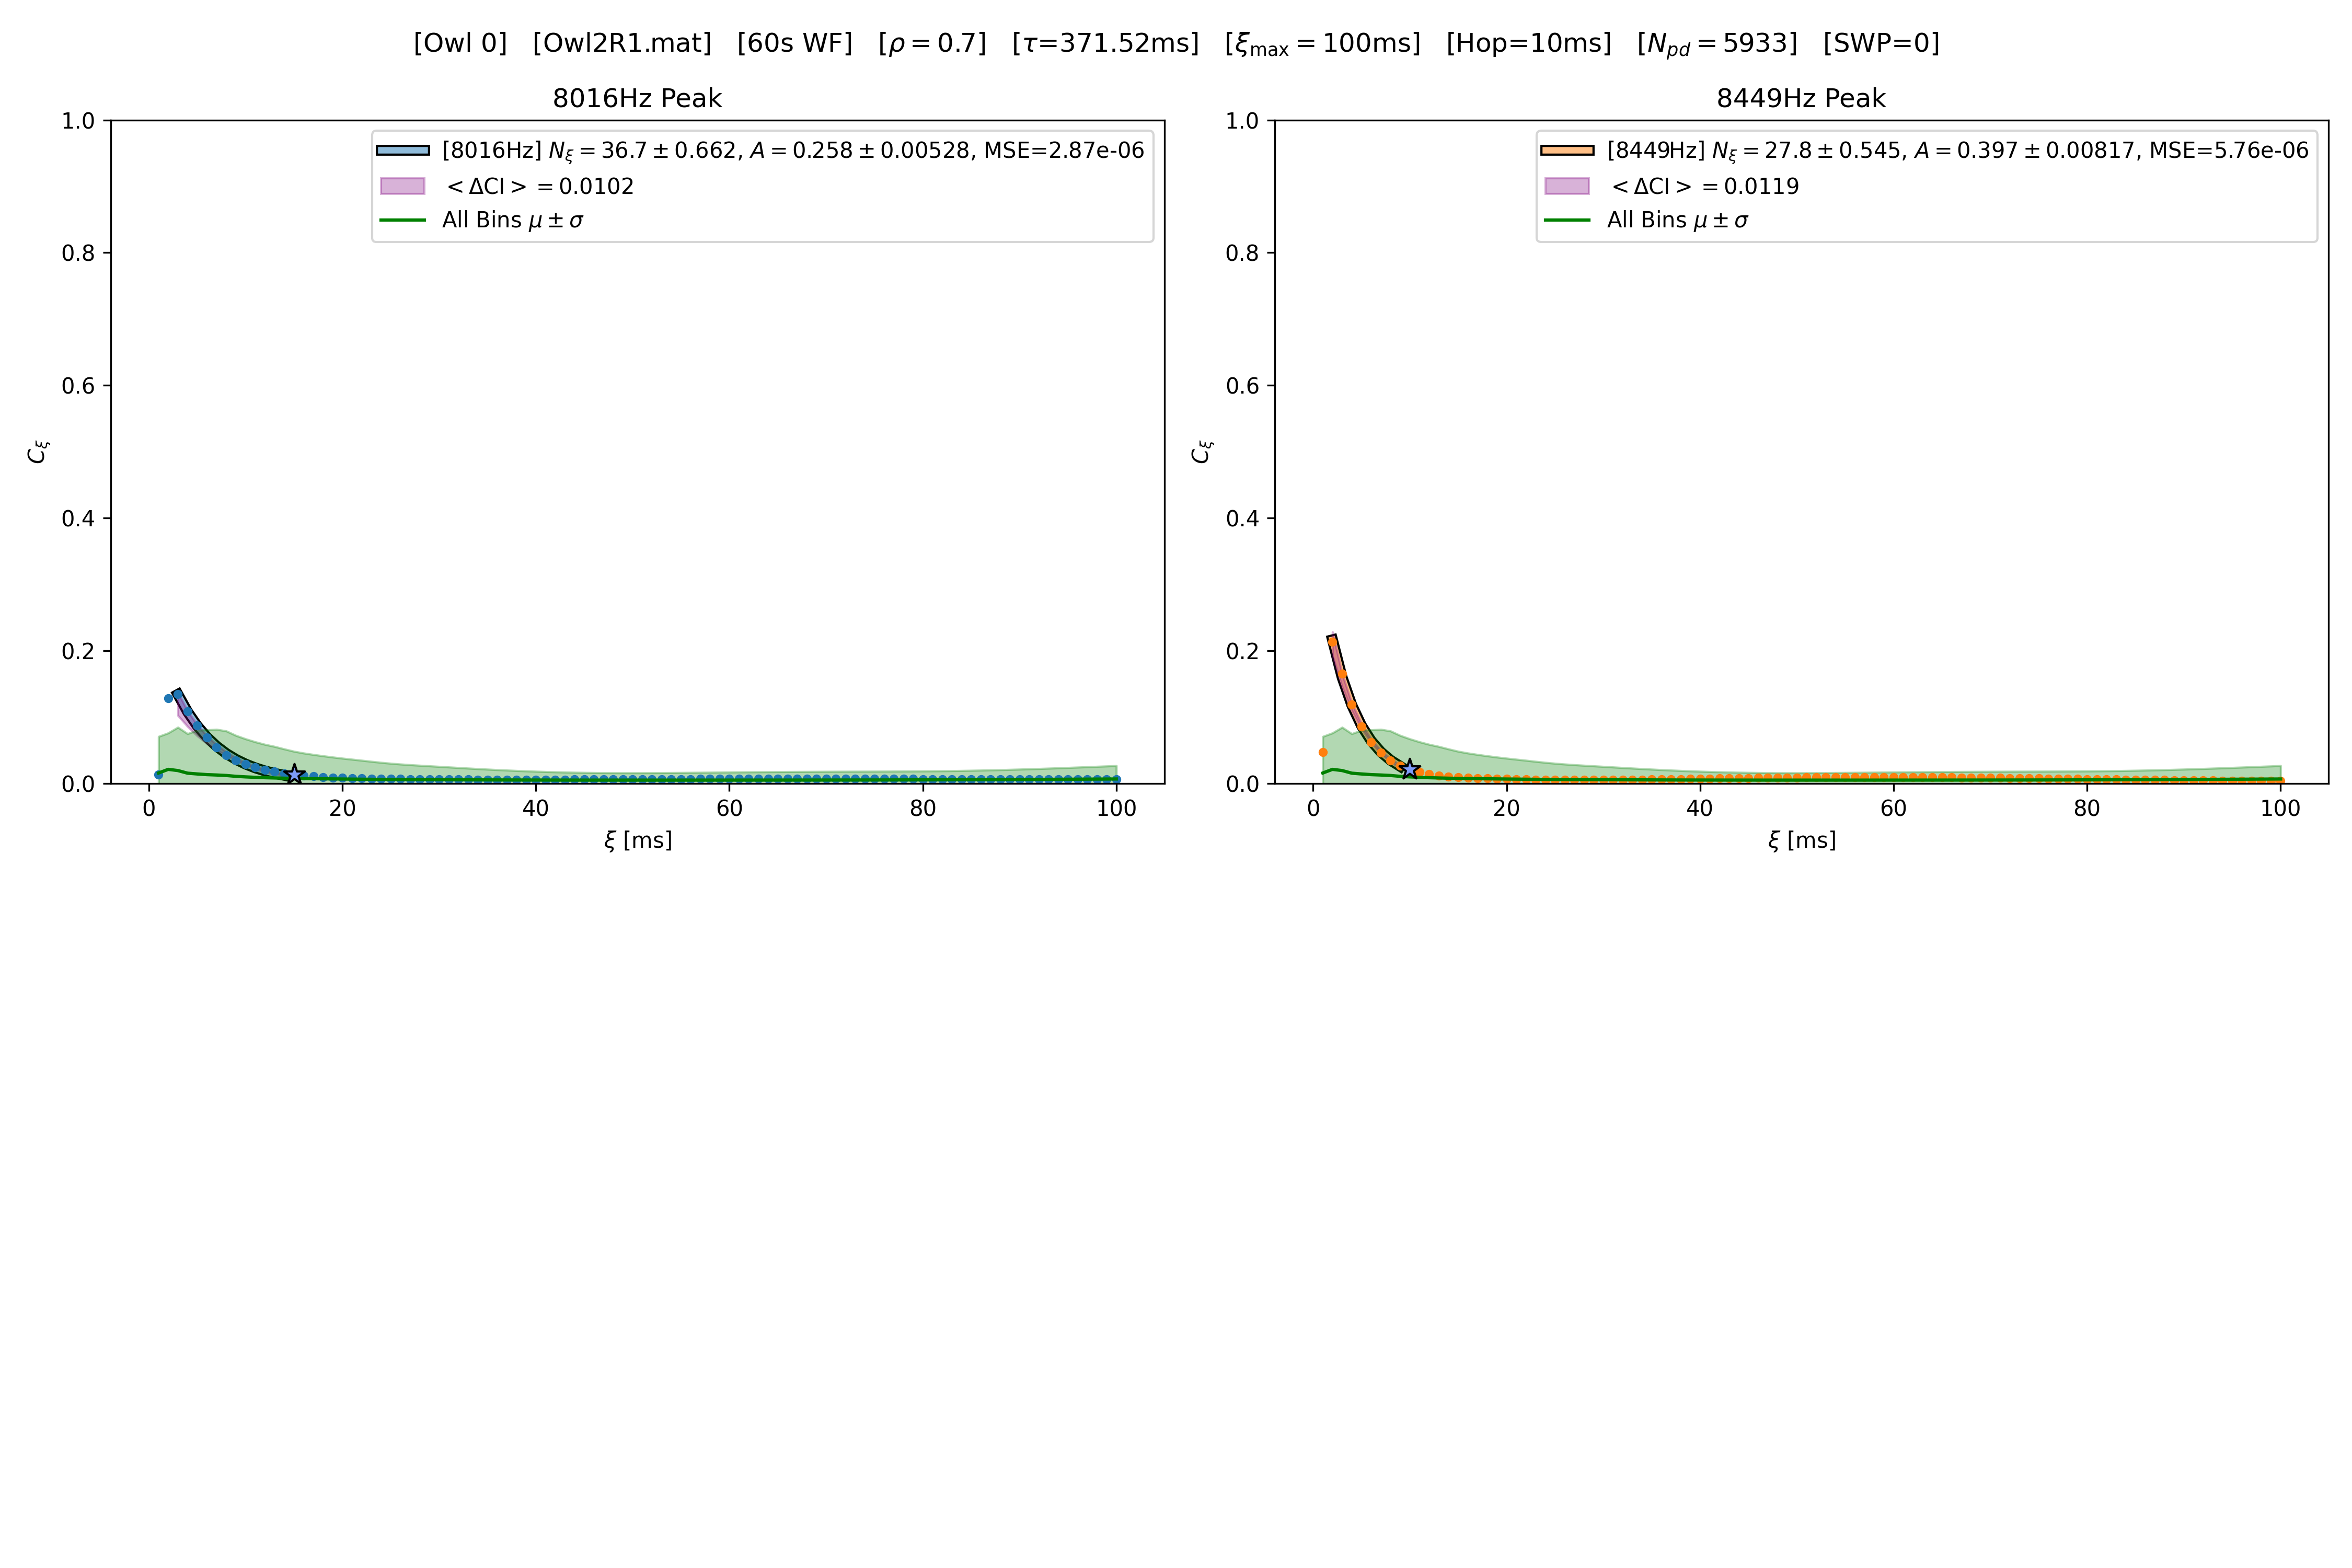 [Owl 0] [Owl2R1.mat] [60s WF] [ρ = 0.7] [τ=371.52ms] [ξmax = 100ms] [Hop=10ms] [Npd = 5933] [SWP=0]
8016Hz Peak
[8016Hz] Nξ = 36.7 ± 0.662, A = 0.258 ± 0.00528, MSE=2.87e-06
< ΔCI > = 0.0102
All Bins μ ± σ
1.0
0.8
0.6
0.4
0.2
0.0
Cξ
0 20 40 60 80 100
ξ [ms]
8449Hz Peak
[8449Hz] Nξ = 27.8 ± 0.545, A = 0.397 ± 0.00817, MSE=5.76e-06
< ΔCI > = 0.0119
All Bins μ ± σ
1.0
0.8
0.6
0.4
0.2
0.0
Cξ
0 20 40 60 80 100
ξ [ms]